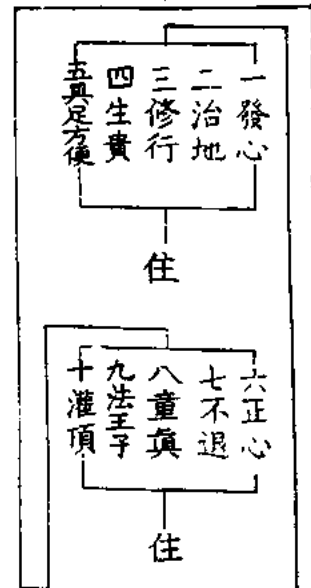 一發心
二治地
三修行
四生貴
五具足方便
住
六正心
七不退
八童眞
九法王子
十灌頂
住